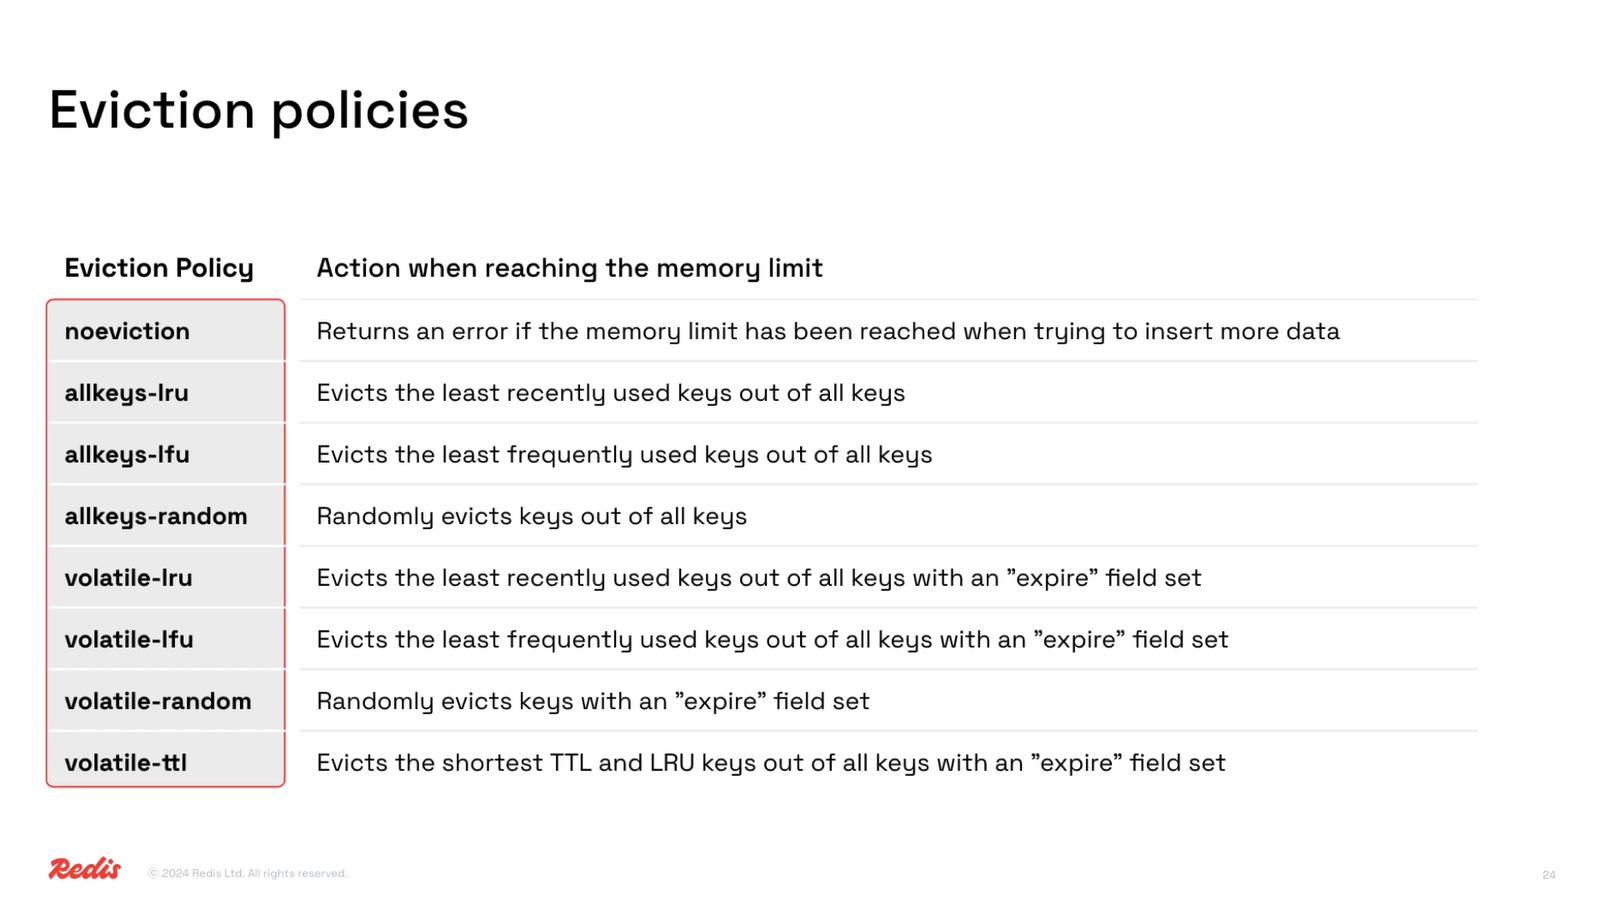 Eviction policies
Eviction Policy Action when reaching the memory limit
noeviction Returns an error if the memory limit has been reached when trying to insert more data
allkeys-lru Evicts the least recently used keys out of all keys
allkeys-lfu Evicts the least frequently used keys out of all keys
allkeys-random Randomly evicts keys out of all keys
volatile-lru Evicts the least recently used keys out of all keys with an ”expire” field set
volatile-lfu Evicts the least frequently used keys out of all keys with an ”expire” field set
volatile-random Randomly evicts keys with an ”expire” field set
volatile-ttl Evicts the shortest TTL and LRU keys out of all keys with an ”expire” field set
Redis © 2024 Redis Ltd. All rights reserved. 24